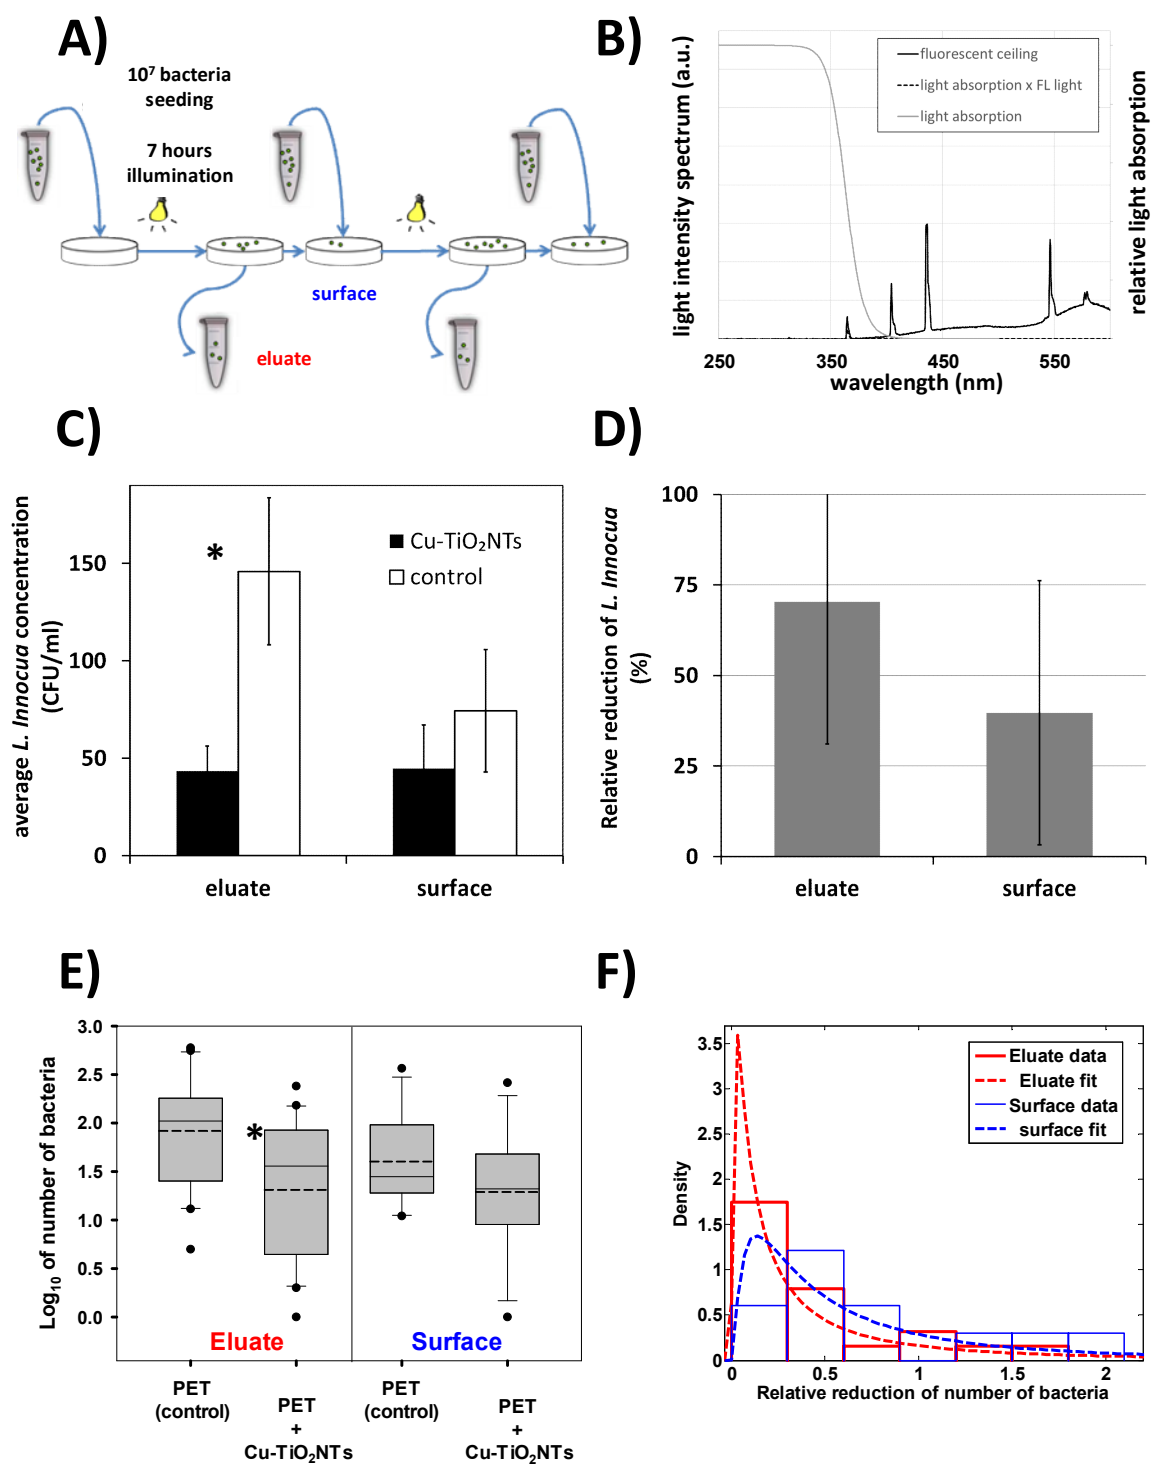 A)
10⁷ bacteria
seeding
7 hours
illumination
surface
eluate
B)
light intensity spectrum (a.u.)
fluorescent ceiling
light absorption x FL light
light absorption
relative light absorption
250
350
450
550
wavelength (nm)
C)
average L. Innocua concentration
(CFU/ml)
150
100
50
0
*
Cu-TiO₂NTs
control
eluate
surface
D)
Relative reduction of L. Innocua
(%)
100
75
50
25
0
eluate
surface
E)
Log₁₀ of number of bacteria
3.0
2.5
2.0
1.5
1.0
0.5
0.0
*
Eluate
Surface
PET
(control)
PET
+
Cu-TiO₂NTs
PET
(control)
PET
+
Cu-TiO₂NTs
F)
Density
3.5
3
2.5
2
1.5
1
0.5
0
Eluate data
Eluate fit
Surface data
surface fit
0
0.5
1
1.5
2
Relative reduction of number of bacteria